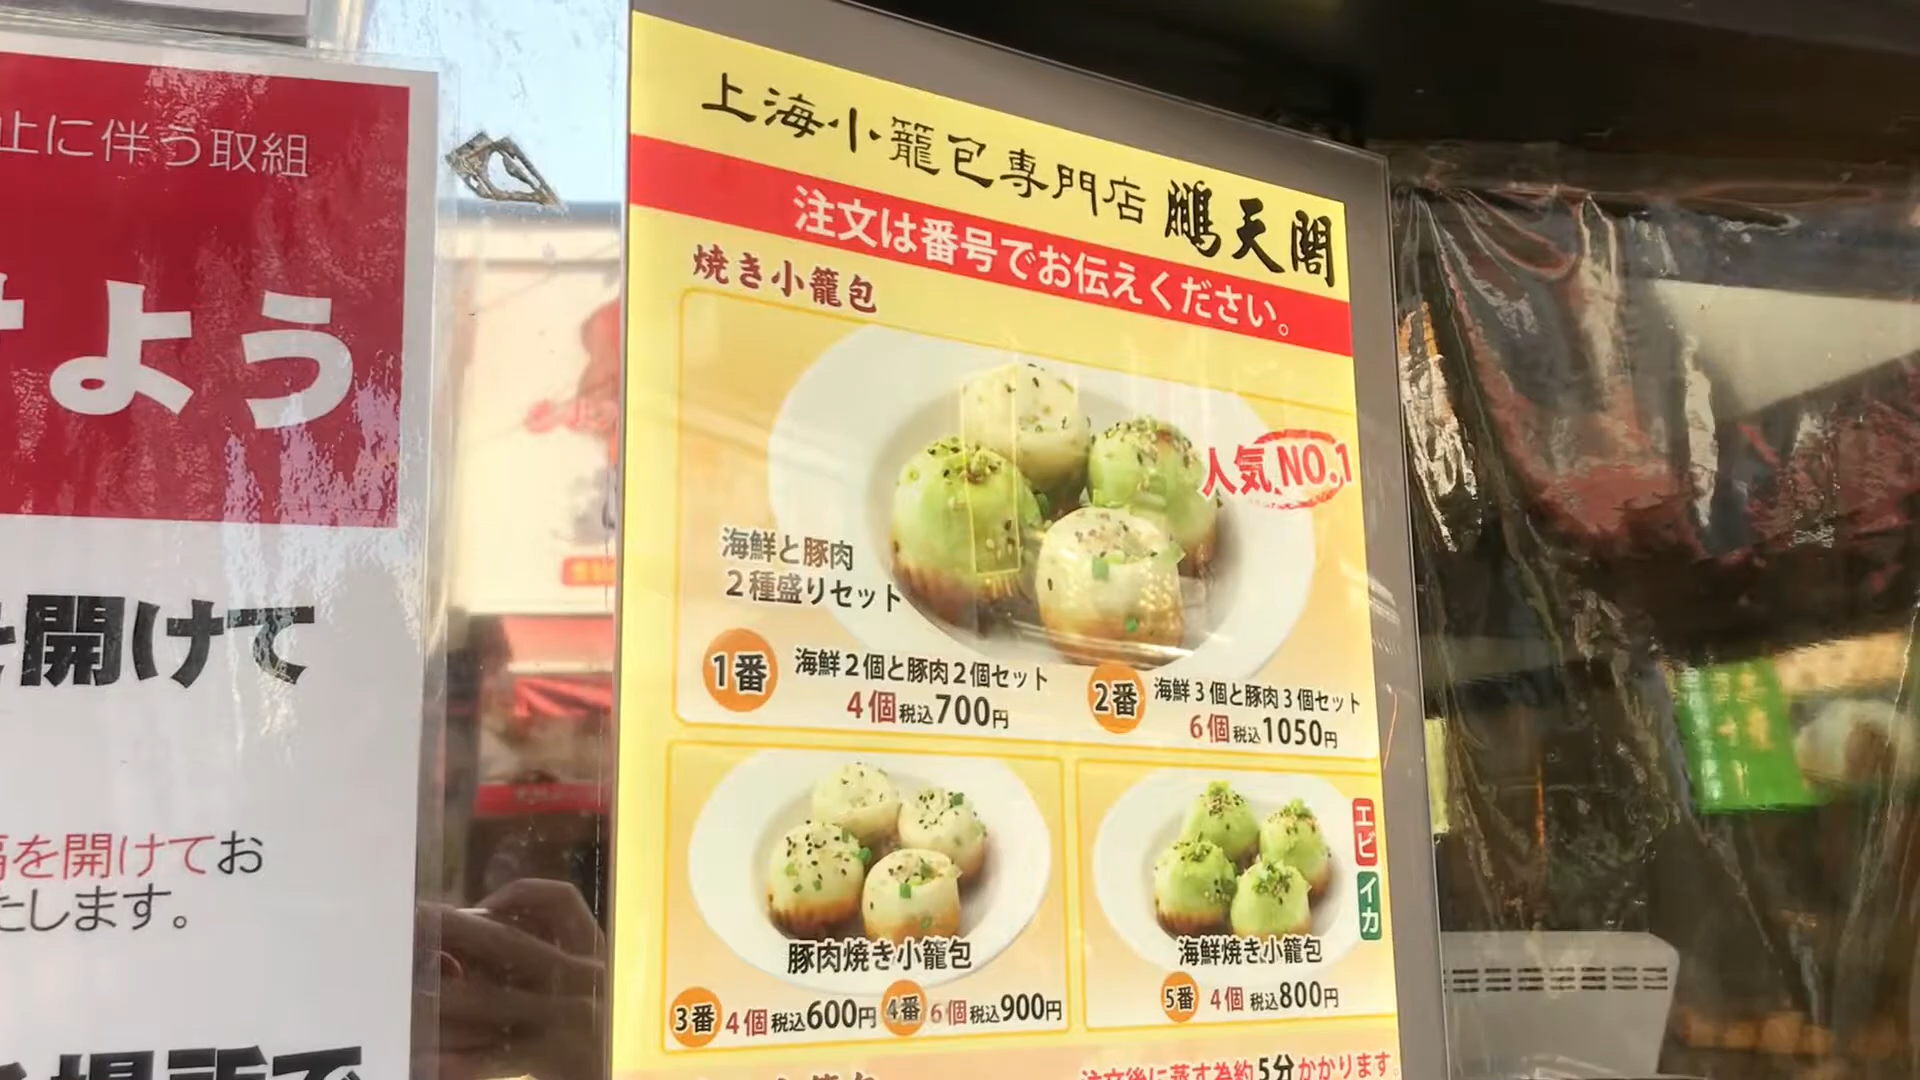 止に伴う取組
よう
開けて
を開けてお
たします。
上海小籠包専門店 鵬天閣
注文は番号でお伝えください。
焼き小籠包
人気 NO.1
海鮮と豚肉
2種盛りセット
1番 海鮮2個と豚肉2個セット
4個 税込700円
2番 海鮮3個と豚肉3個セット
6個 税込1050円
豚肉焼き小籠包
3番 4個 税込600円 4番 6個 税込900円
エビ
イカ
海鮮焼き小籠包
5番 4個 税込800円
注文後に蒸す為約5分かかります。